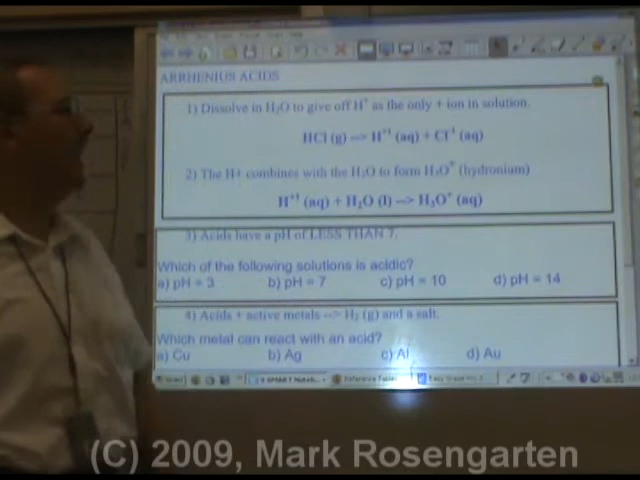 ARRHENIUS ACIDS
1) Dissolve in H₂O to give off H⁺ as the only + ion in solution.
HCl (g) --> H⁺¹ (aq) + Cl⁻¹ (aq)
2) The H+ combines with the H₂O to form H₃O⁺ (hydronium)
H⁺¹ (aq) + H₂O (l) --> H₃O⁺ (aq)
3) Acids have a pH of LESS THAN 7.
Which of the following solutions is acidic?
a) pH = 3 b) pH = 7 c) pH = 10 d) pH = 14
4) Acids + active metals --> H₂ (g) and a salt.
Which metal can react with an acid?
a) Cu b) Ag c) Al d) Au
Reference Tables
(C) 2009, Mark Rosengarten